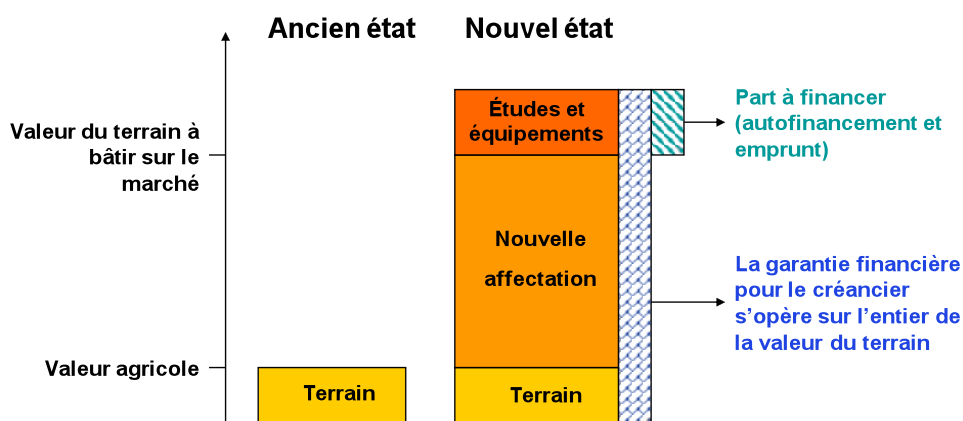 Ancien état
Nouvel état
Valeur du terrain à
bâtir sur le
marché
Études et
équipements
Part à financer
(autofinancement et
emprunt)
Nouvelle
affectation
La garantie financière
pour le créancier
s’opère sur l’entier de
la valeur du terrain
Valeur agricole
Terrain
Terrain